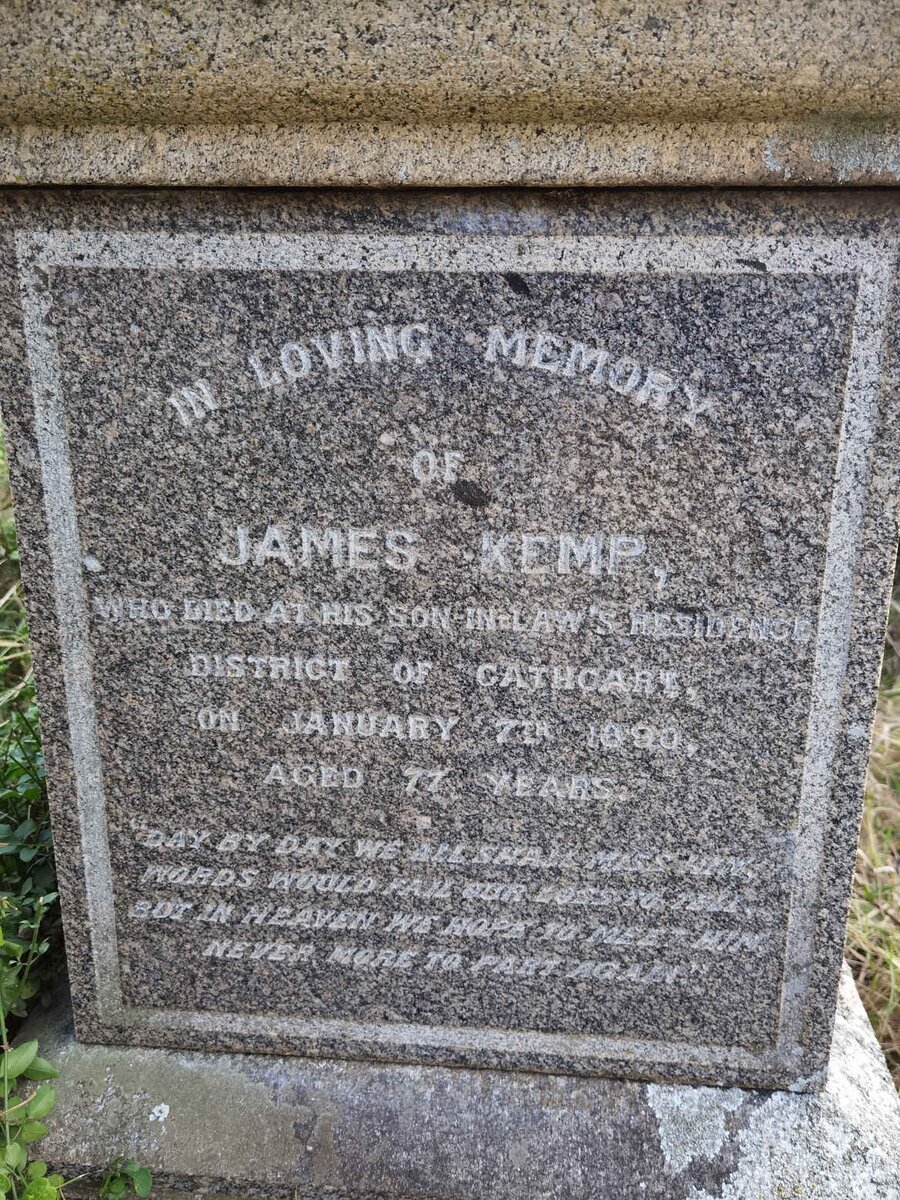 IN LOVING MEMORY
OF
JAMES KEMP,
WHO DIED AT HIS SON-IN-LAW'S RESIDENCE
DISTRICT OF CATHCART,
ON JANUARY 7TH 1890,
AGED 77 YEARS.
"DAY BY DAY WE ALL SHALL MISS HIM,
WORDS WOULD FAIL OUR LOSS TO TELL,
BUT IN HEAVEN WE HOPE TO MEET HIM
NEVER MORE TO PART AGAIN"